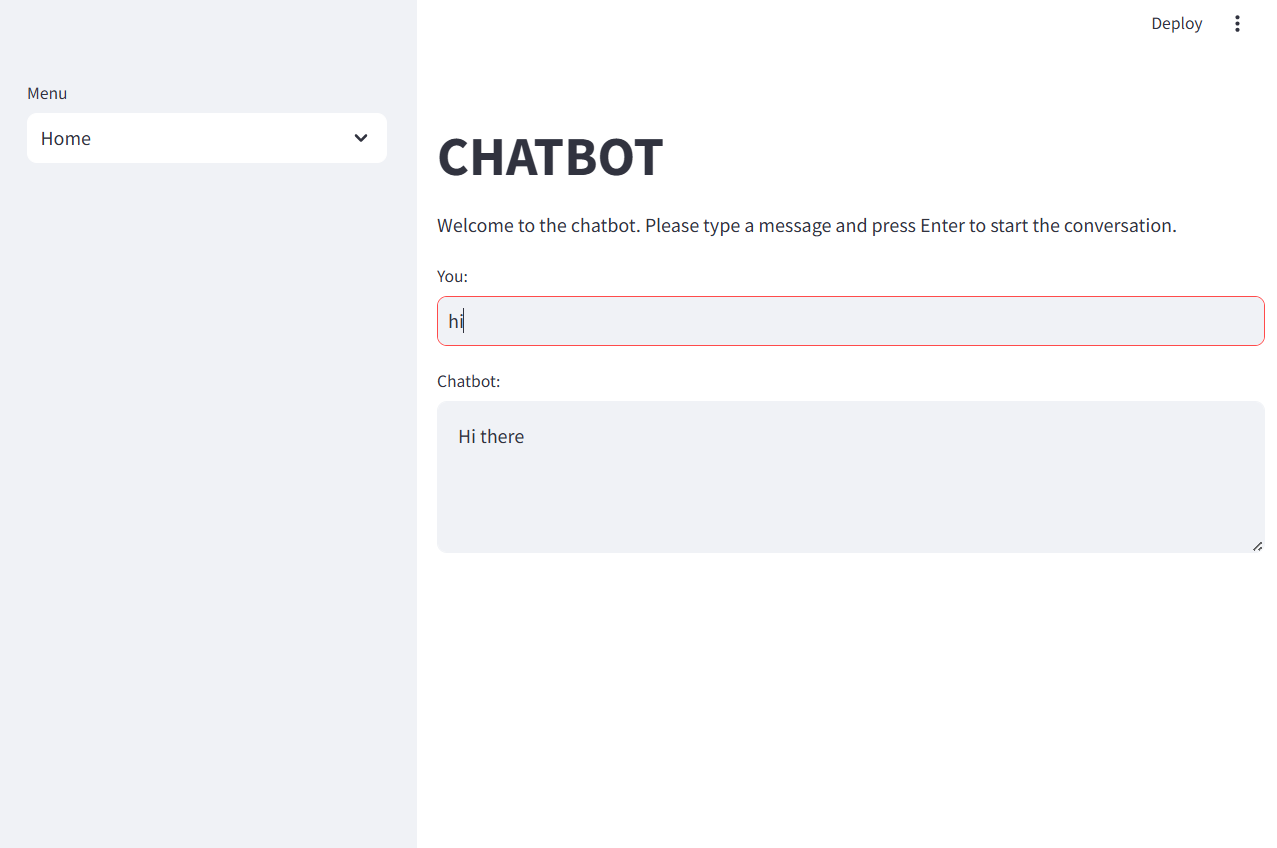 Deploy
Menu
Home
CHATBOT
Welcome to the chatbot. Please type a message and press Enter to start the conversation.
You:
hi
Chatbot:
Hi there